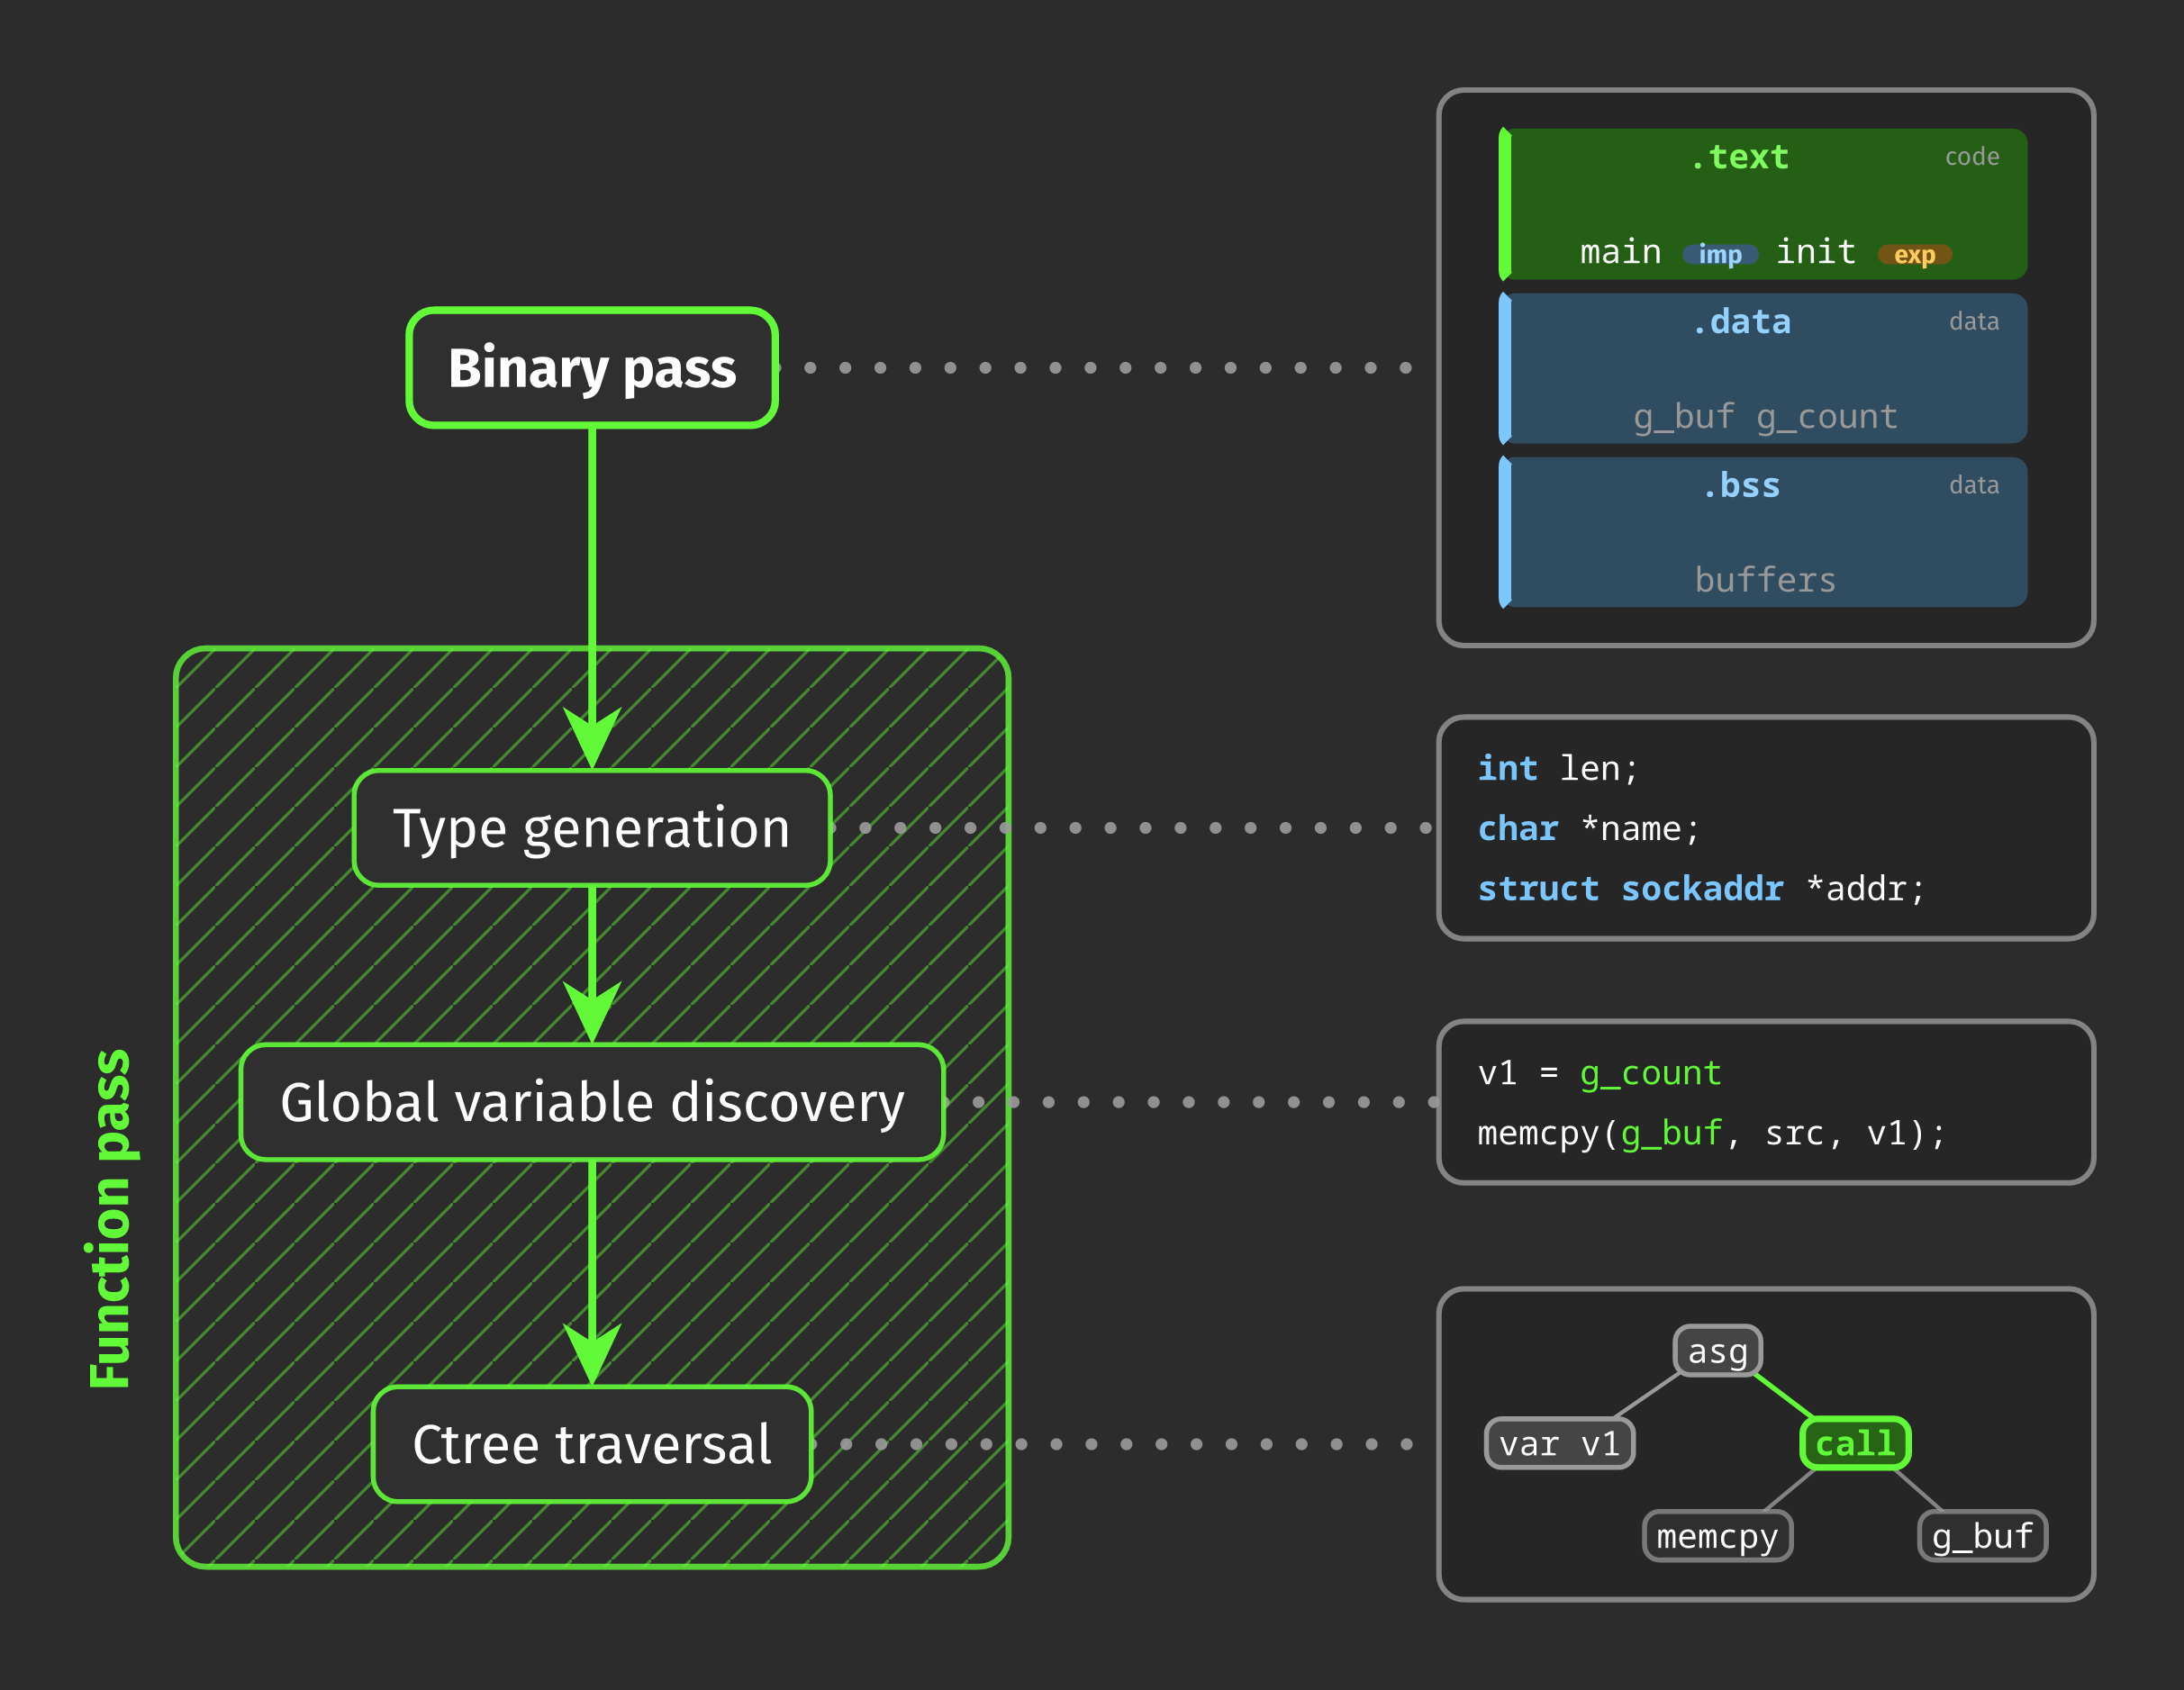 Binary pass
.text code
main imp init exp
.data data
g_buf g_count
.bss data
buffers
Function pass
Type generation
int len;
char *name;
struct sockaddr *addr;
Global variable discovery
v1 = g_count
memcpy(g_buf, src, v1);
Ctree traversal
asg
var v1 call
memcpy g_buf